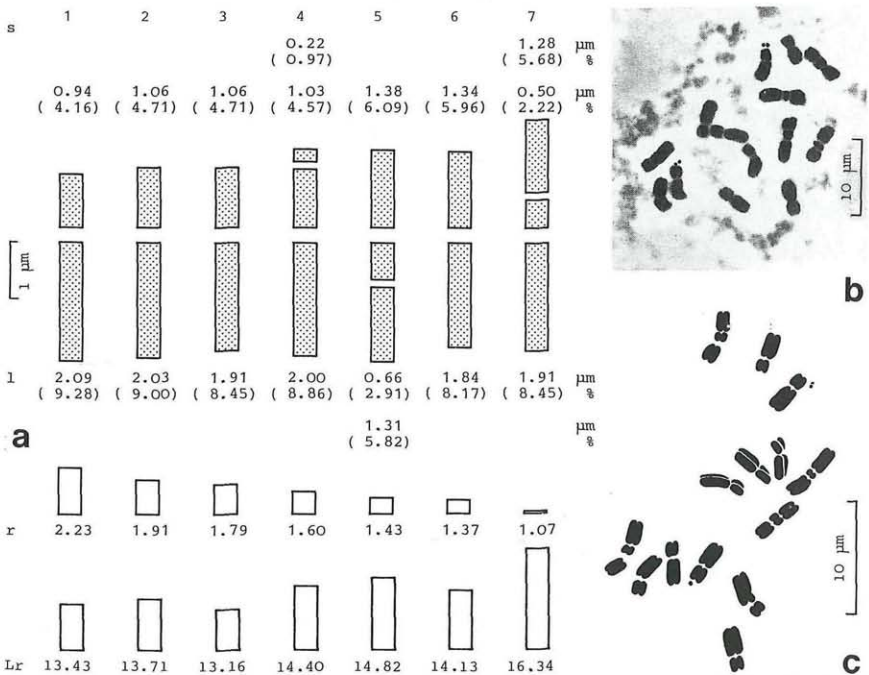 s 1 2 3 4 5 6 7
0.22 1.28 µm
( 0.97) ( 5.68) %
0.94 1.06 1.06 1.03 1.38 1.34 0.50 µm
( 4.16) ( 4.71) ( 4.71) ( 4.57) ( 6.09) ( 5.96) ( 2.22) %
1 µm
10 µm
b
l 2.09 2.03 1.91 2.00 0.66 1.84 1.91 µm
( 9.28) ( 9.00) ( 8.45) ( 8.86) ( 2.91) ( 8.17) ( 8.45) %
1.31 µm
( 5.82) %
a
r 2.23 1.91 1.79 1.60 1.43 1.37 1.07
10 µm
Lr 13.43 13.71 13.16 14.40 14.82 14.13 16.34
c